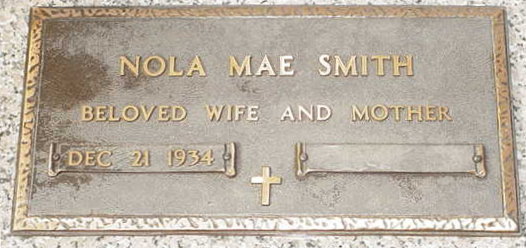 NOLA MAE SMITH
BELOVED WIFE AND MOTHER
DEC 21 1934